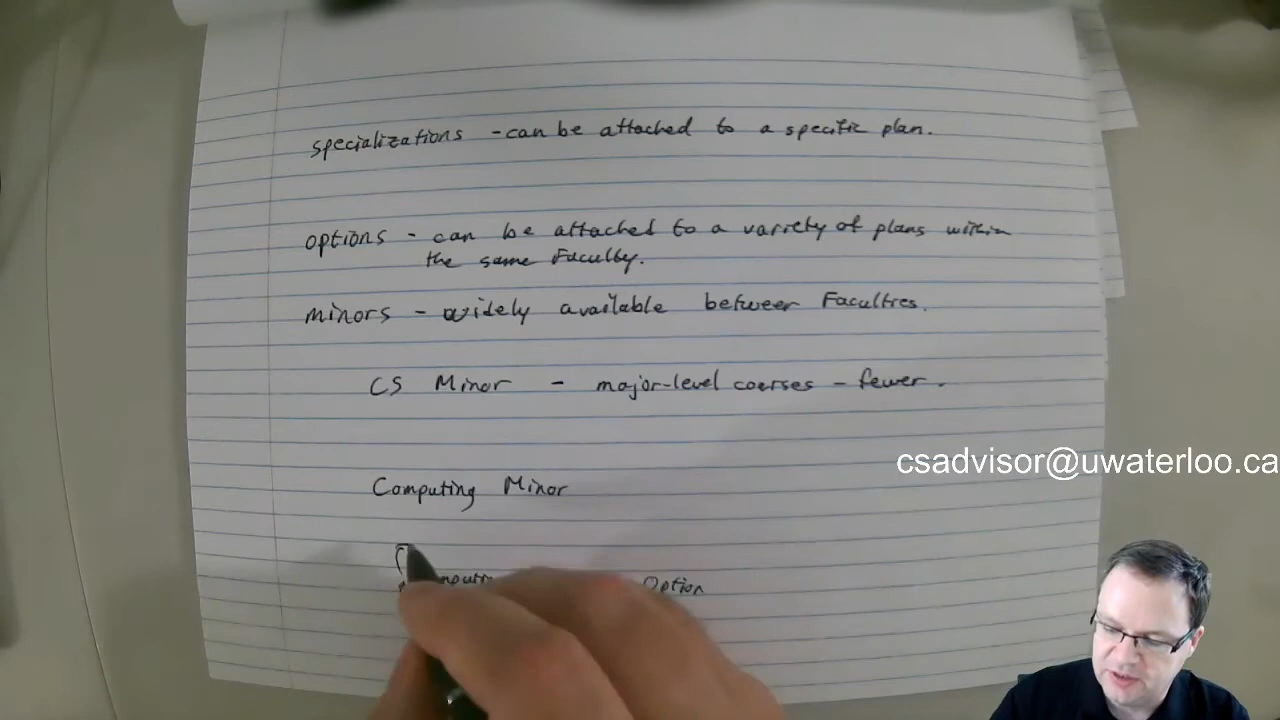 specializations - can be attached to a specific plan.
options - can be attached to a variety of plans within
the same Faculty.
minors - widely available between Faculties.
CS Minor - major-level courses - fewer.
csadvisor@uwaterloo.ca
Computing Minor
Option